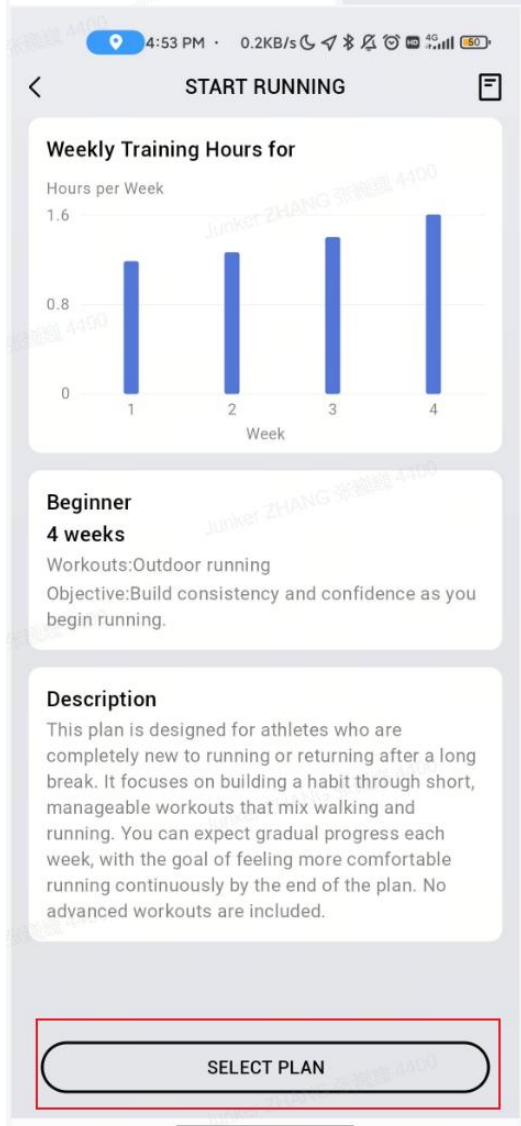 4:53 PM · 0.2KB/s 4G 50
START RUNNING
Weekly Training Hours for
Hours per Week
1.6
0.8
0
1 2 3 4
Week
Beginner
4 weeks
Workouts:Outdoor running
Objective:Build consistency and confidence as you
begin running.
Description
This plan is designed for athletes who are
completely new to running or returning after a long
break. It focuses on building a habit through short,
manageable workouts that mix walking and
running. You can expect gradual progress each
week, with the goal of feeling more comfortable
running continuously by the end of the plan. No
advanced workouts are included.
SELECT PLAN